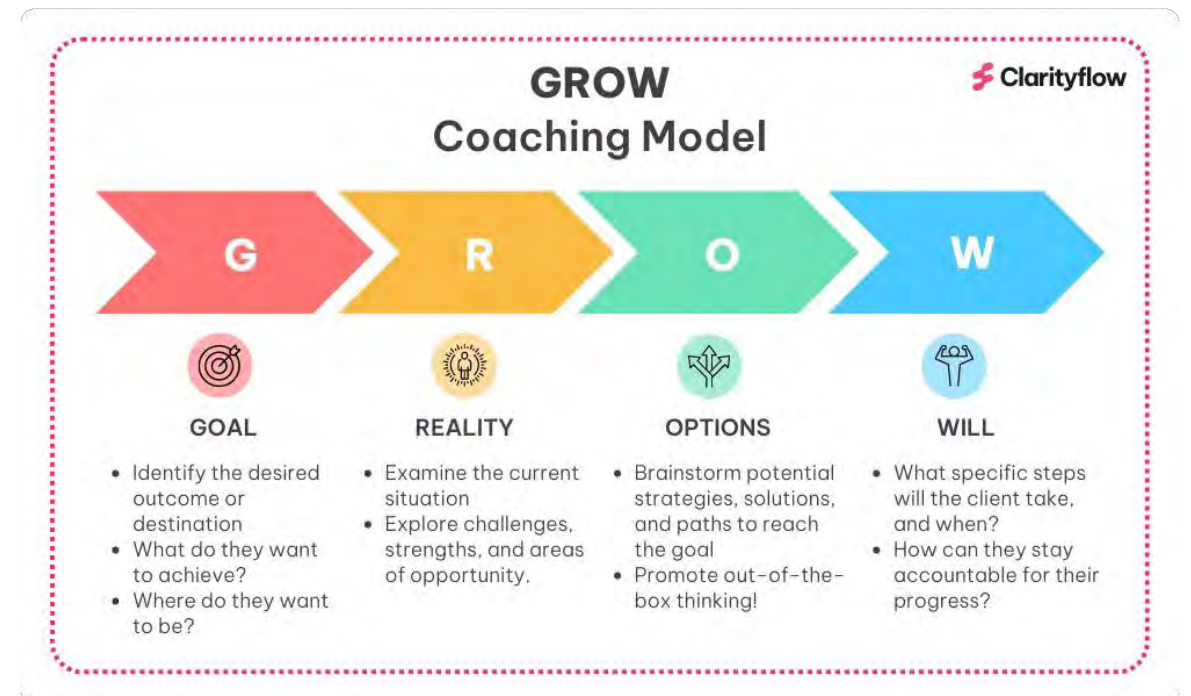 GROW
Coaching Model
Clarityflow
G
R
O
W
GOAL
• Identify the desired
outcome or
destination
• What do they want
to achieve?
• Where do they want
to be?
REALITY
• Examine the current
situation
• Explore challenges,
strengths, and areas
of opportunity.
OPTIONS
• Brainstorm potential
strategies, solutions,
and paths to reach
the goal
• Promote out-of-the-
box thinking!
WILL
• What specific steps
will the client take,
and when?
• How can they stay
accountable for their
progress?